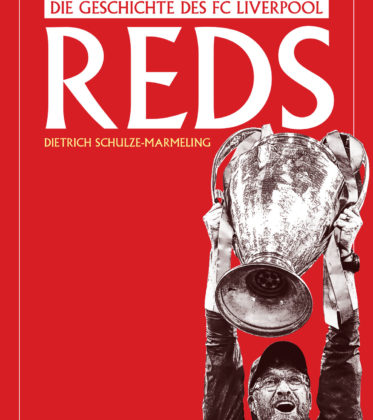 DIE GESCHICHTE DES FC LIVERPOOL
REDS
DIETRICH SCHULZE-MARMELING